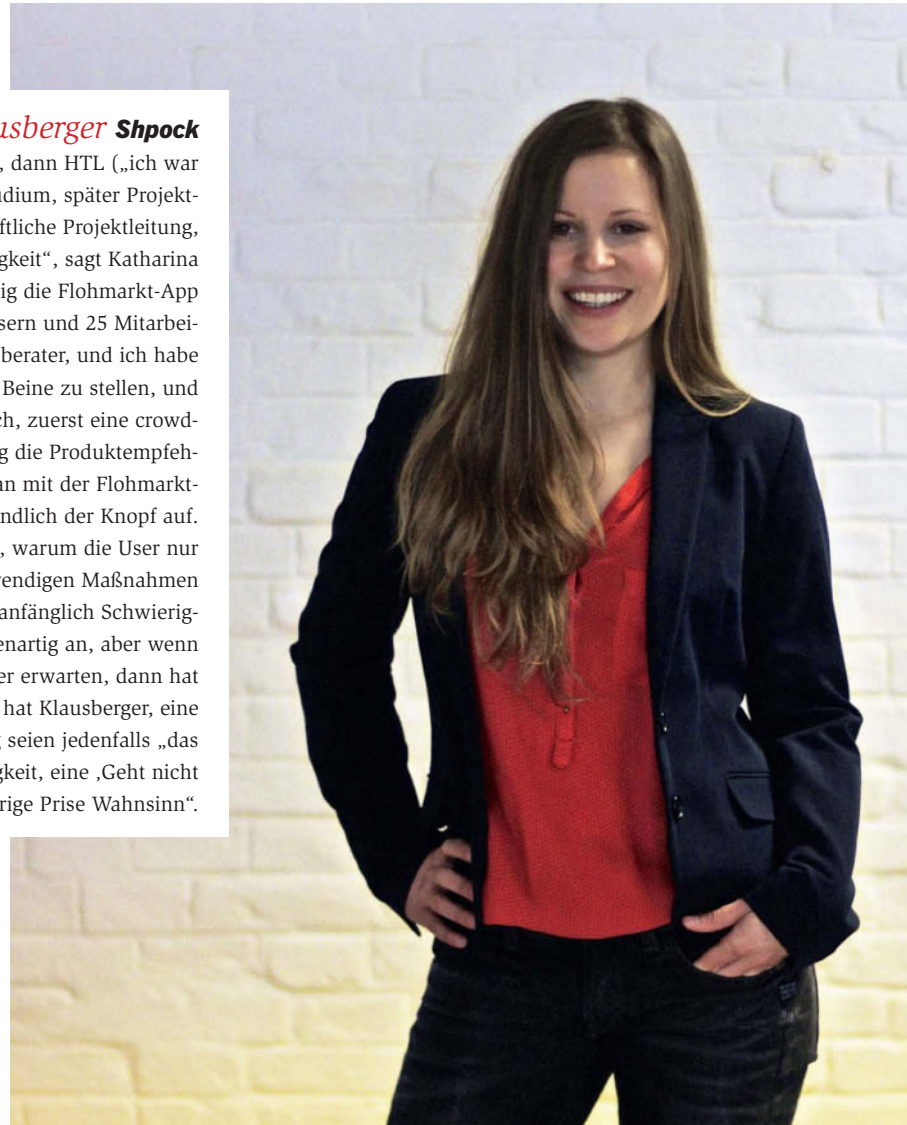 usberger Shpock
, dann HTL („ich war
udium, später Projekt-
ftliche Projektleitung,
gkeit“, sagt Katharina
ig die Flohmarkt-App
sern und 25 Mitarbei-
berater, und ich habe
Beine zu stellen, und
ch, zuerst eine crowd-
g die Produktempfeh-
an mit der Flohmarkt-
ndlich der Knopf auf.
, warum die User nur
vendigen Maßnahmen
anfänglich Schwierig-
enartig an, aber wenn
er erwarten, dann hat
hat Klausberger, eine
g seien jedenfalls „das
gkeit, eine ‚Geht nicht
rige Prise Wahnsinn“.